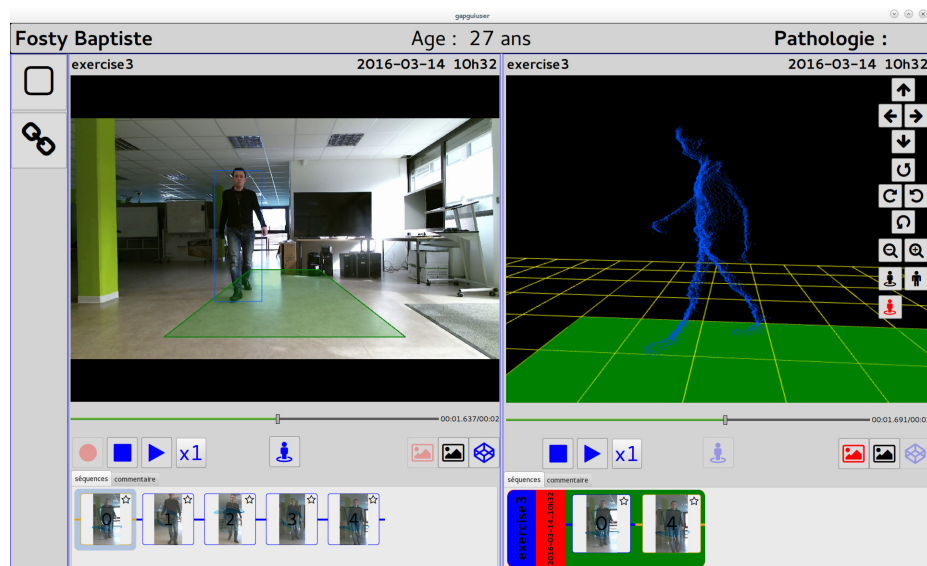 gapguiuser
Fosty Baptiste Age : 27 ans Pathologie :
exercise3 2016-03-14 10h32
exercise3 2016-03-14 10h32
00:01.637/00:02
00:01.691/00:0
x1
x1
séquences commentaire
séquences commentaire
0 1 2 3 4
exercise3
2016-03-14.10h32
0 4